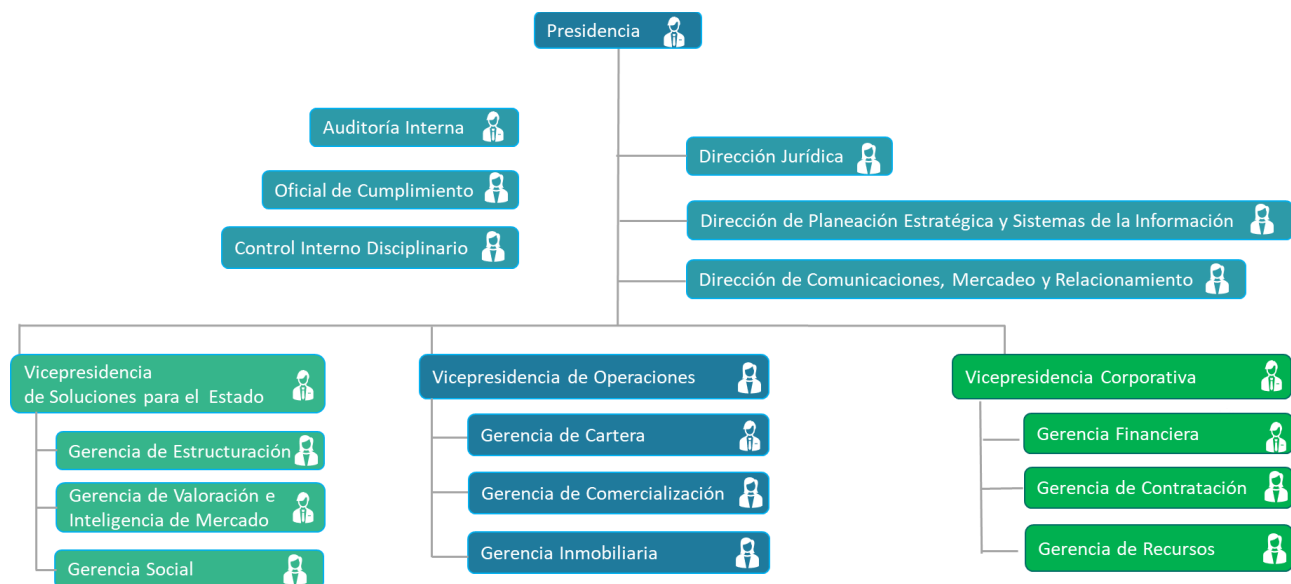 Presidencia
Auditoría Interna
Oficial de Cumplimiento
Control Interno Disciplinario
Dirección Jurídica
Dirección de Planeación Estratégica y Sistemas de la Información
Dirección de Comunicaciones, Mercadeo y Relacionamiento
Vicepresidencia
de Soluciones para el Estado
Gerencia de Estructuración
Gerencia de Valoración e
Inteligencia de Mercado
Gerencia Social
Vicepresidencia de Operaciones
Gerencia de Cartera
Gerencia de Comercialización
Gerencia Inmobiliaria
Vicepresidencia Corporativa
Gerencia Financiera
Gerencia de Contratación
Gerencia de Recursos